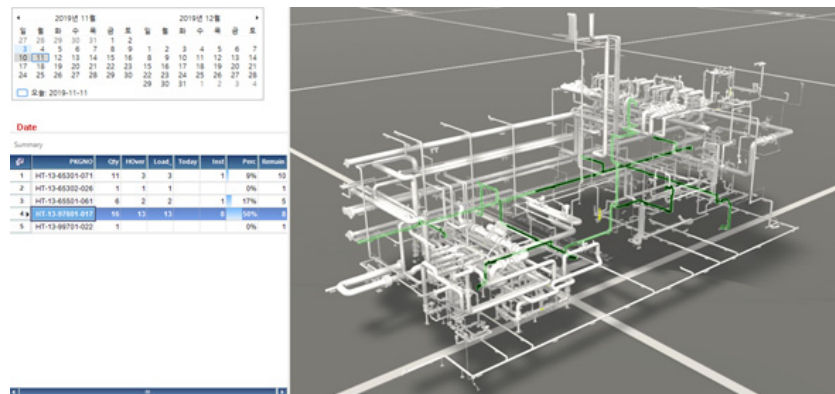 ◂ 2019년 11월 2019년 12월 ▸
일 월 화 수 목 금 토 일 월 화 수 목 금 토
27 28 29 30 31 1 2
3 4 5 6 7 8 9 1 2 3 4 5 6 7
10 11 12 13 14 15 16 8 9 10 11 12 13 14
17 18 19 20 21 22 23 15 16 17 18 19 20 21
24 25 26 27 28 29 30 22 23 24 25 26 27 28
29 30 31 1 2 3 4
오늘: 2019-11-11
Date
Summary
PKGNO Qty HOver Load_ Today Inst Perc Remain
1 HT-13-65301-071 11 3 3 1 9% 10
2 HT-13-65302-026 1 1 1 0% 1
3 HT-13-65501-061 6 2 2 1 17% 5
4 HT-13-97601-017 16 13 13 8 50% 8
5 HT-13-99701-022 1 0% 1